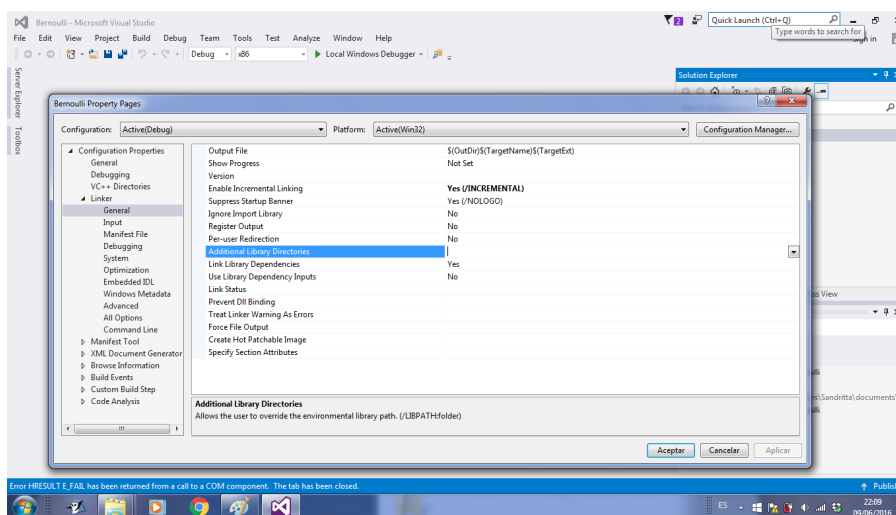 Bernoulli - Microsoft Visual Studio
Quick Launch (Ctrl+Q)
File Edit View Project Build Debug Team Tools Test Analyze Window Help
Type words to search for
in
Debug x86 Local Windows Debugger
Server Explorer
Toolbox
Solution Explorer
Bernoulli Property Pages
Configuration: Active(Debug) Platform: Active(Win32) Configuration Manager...
Configuration Properties
General
Debugging
VC++ Directories
Linker
General
Input
Manifest File
Debugging
System
Optimization
Embedded IDL
Windows Metadata
Advanced
All Options
Command Line
Manifest Tool
XML Document Generator
Browse Information
Build Events
Custom Build Step
Code Analysis
Output File $(OutDir)$(TargetName)$(TargetExt)
Show Progress Not Set
Version
Enable Incremental Linking Yes (/INCREMENTAL)
Suppress Startup Banner Yes (/NOLOGO)
Ignore Import Library No
Register Output No
Per-user Redirection No
Additional Library Directories
Link Library Dependencies Yes
Use Library Dependency Inputs No
Link Status
Prevent Dll Binding
Treat Linker Warning As Errors
Force File Output
Create Hot Patchable Image
Specify Section Attributes
Additional Library Directories
Allows the user to override the environmental library path. (/LIBPATH:folder)
Aceptar Cancelar Aplicar
ss View
lli
rs\Sandritta\documents\
lli
Error HRESULT E_FAIL has been returned from a call to a COM component. The tab has been closed.
Publis
ES
22:09
09/06/2016